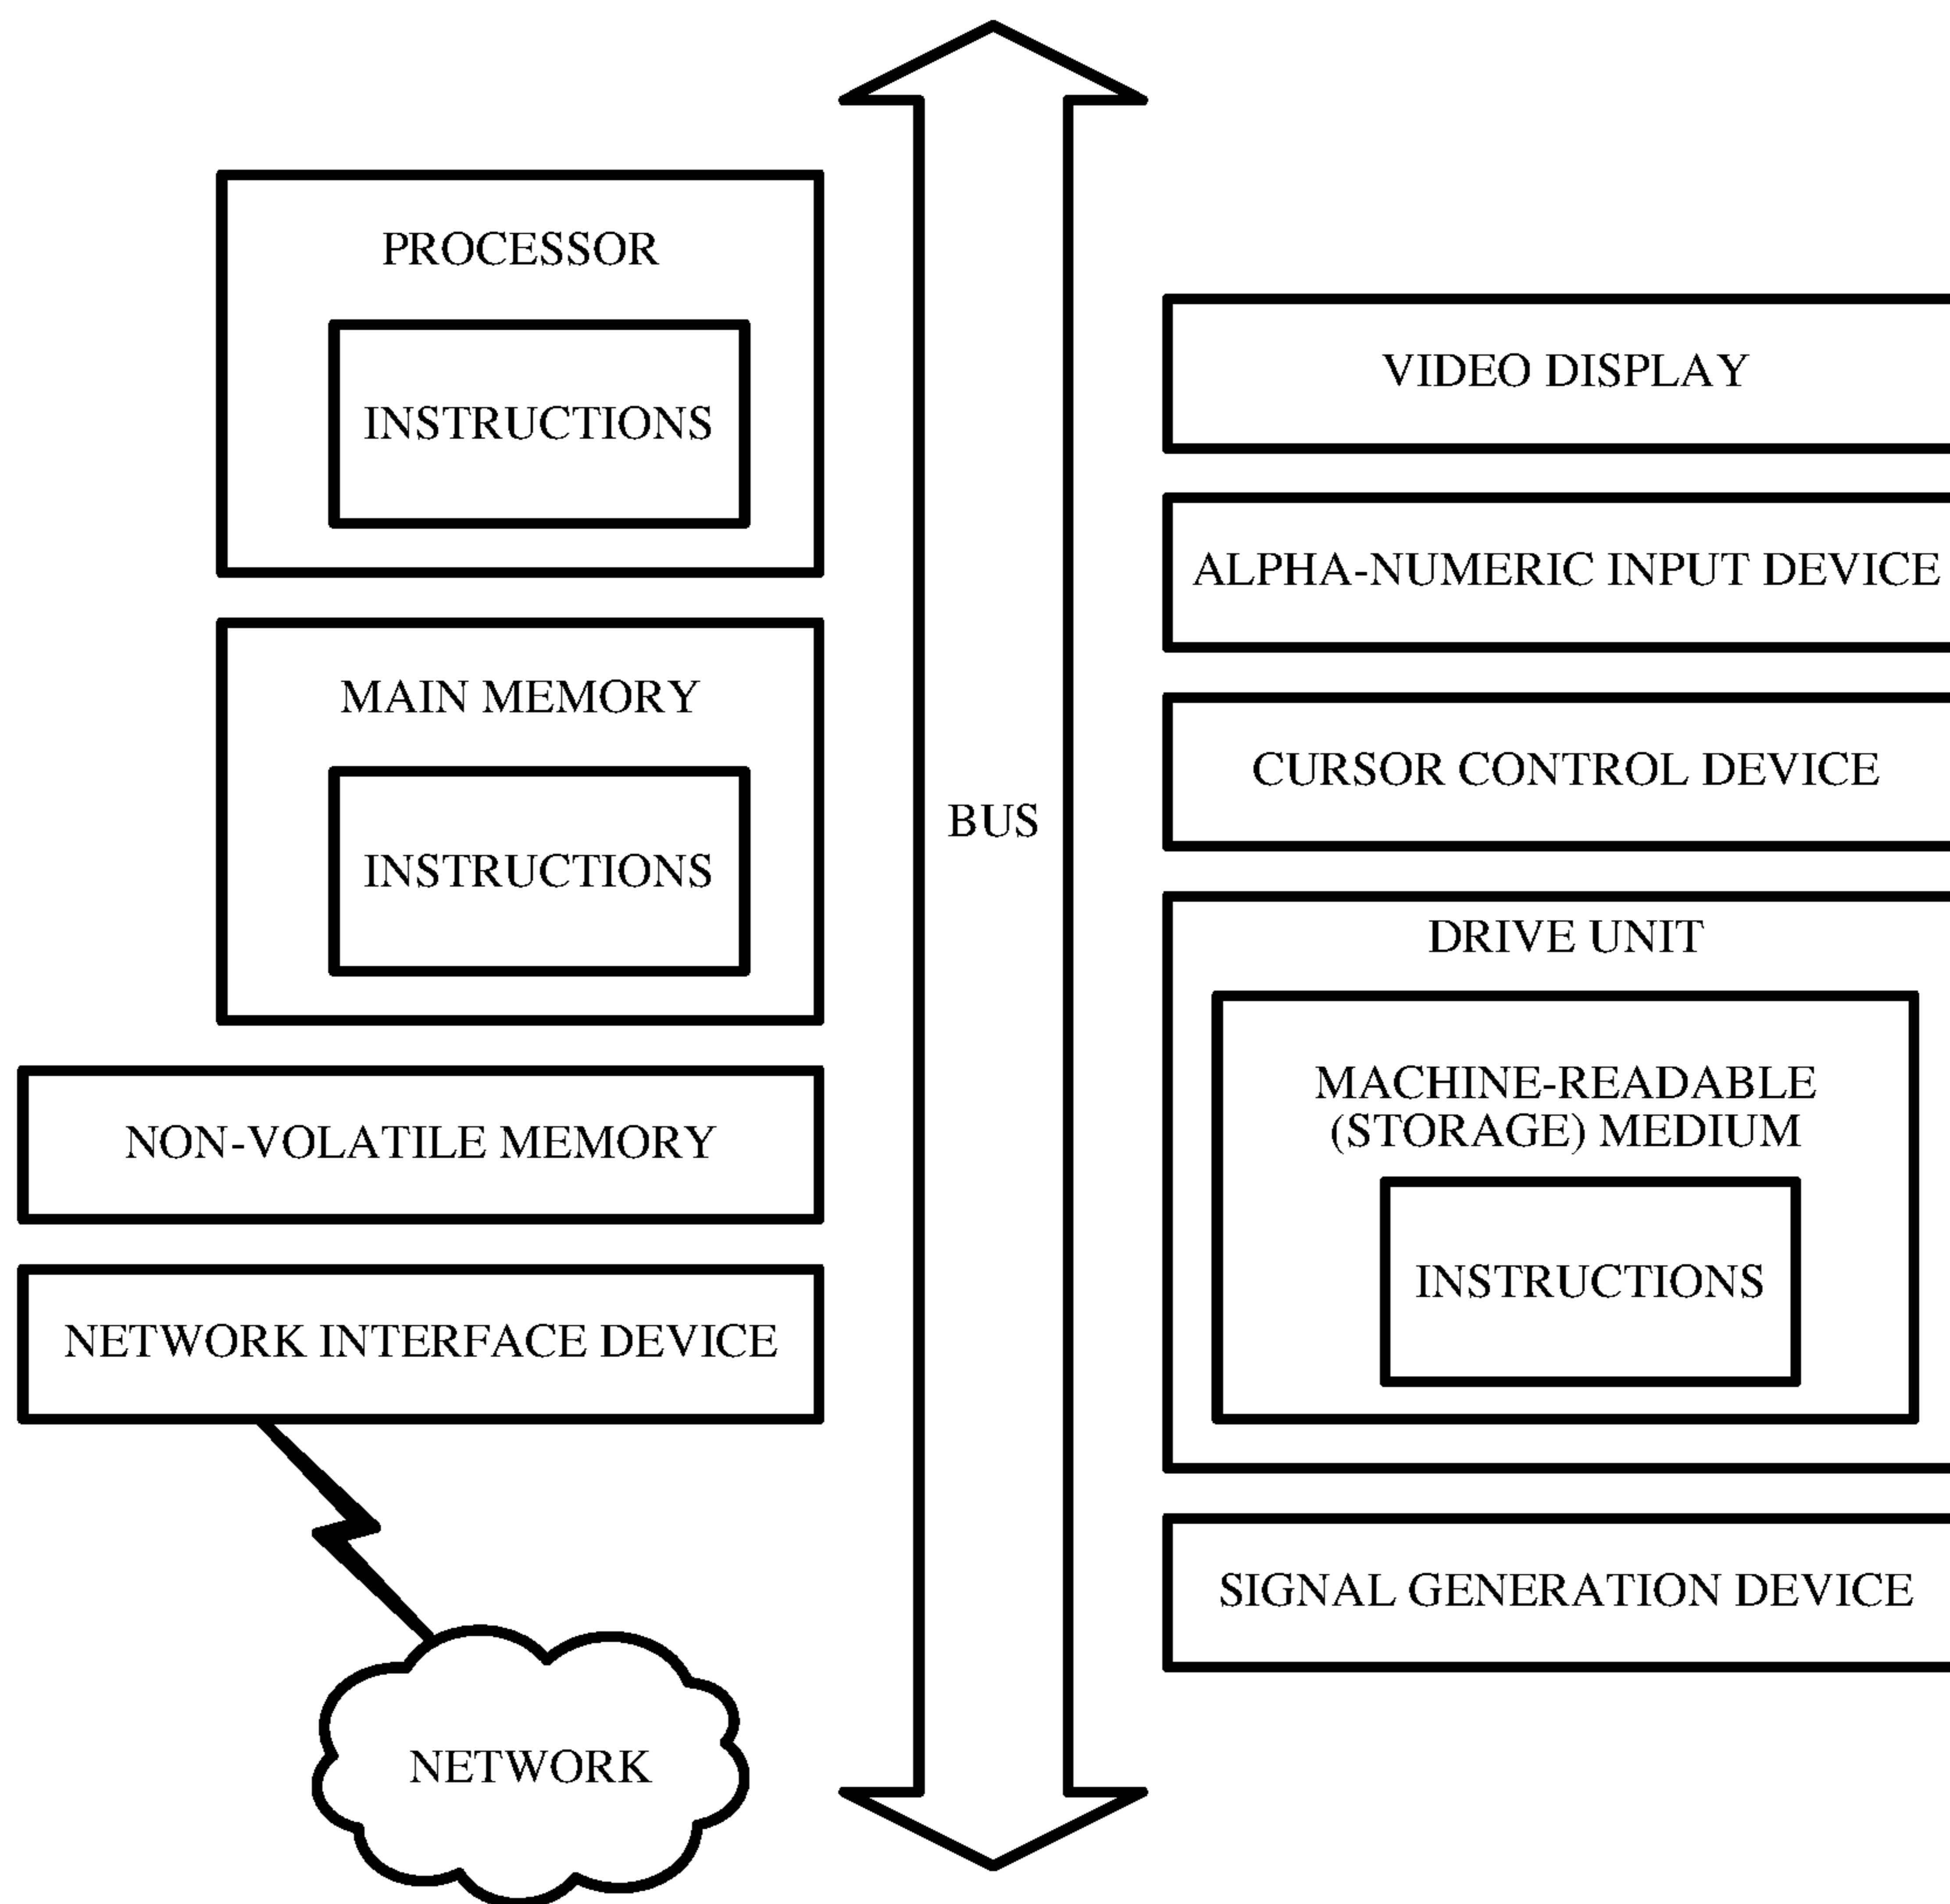 PROCESSOR
INSTRUCTIONS
MAIN MEMORY
INSTRUCTIONS
NON-VOLATILE MEMORY
NETWORK INTERFACE DEVICE
NETWORK
BUS
VIDEO DISPLAY
ALPHA-NUMERIC INPUT DEVICE
CURSOR CONTROL DEVICE
DRIVE UNIT
MACHINE-READABLE
(STORAGE) MEDIUM
INSTRUCTIONS
SIGNAL GENERATION DEVICE